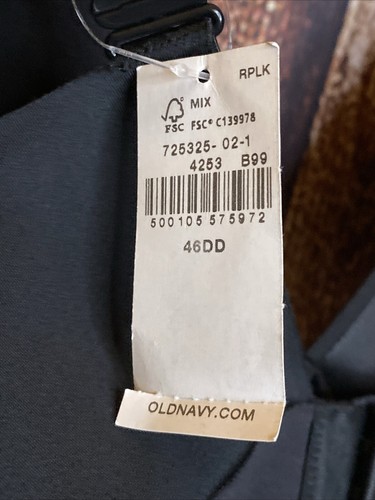 RPLK
MIX
FSC FSC® C139978
725325- 02-1
4253 B99
500105 575972
46DD
OLDNAVY.COM